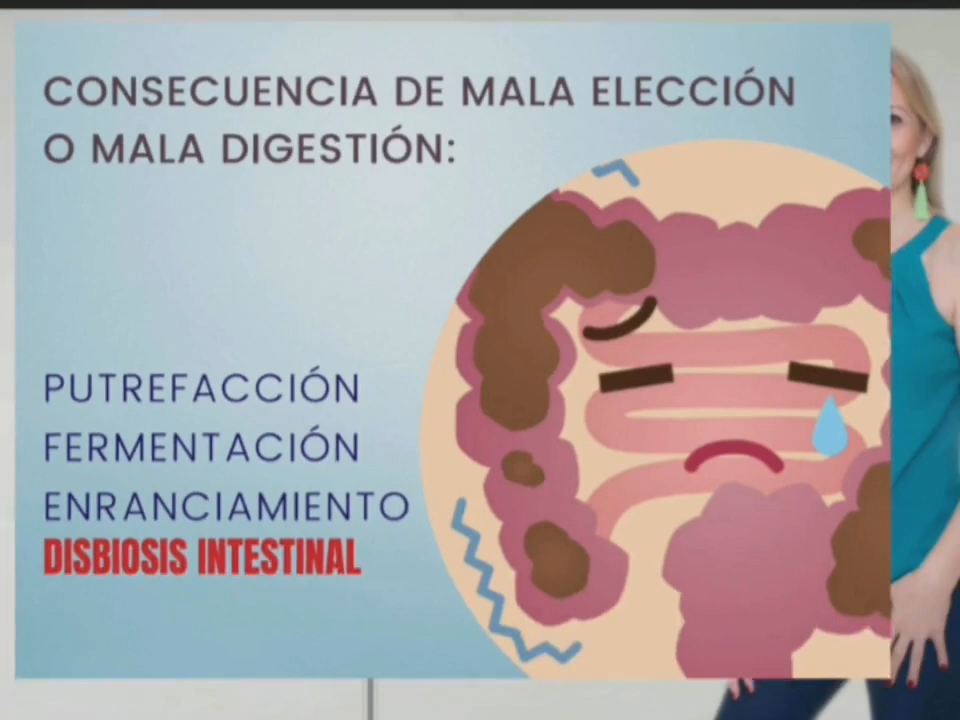 CONSECUENCIA DE MALA ELECCIÓN
O MALA DIGESTIÓN:
PUTREFACCIÓN
FERMENTACIÓN
ENRANCIAMIENTO
DISBIOSIS INTESTINAL